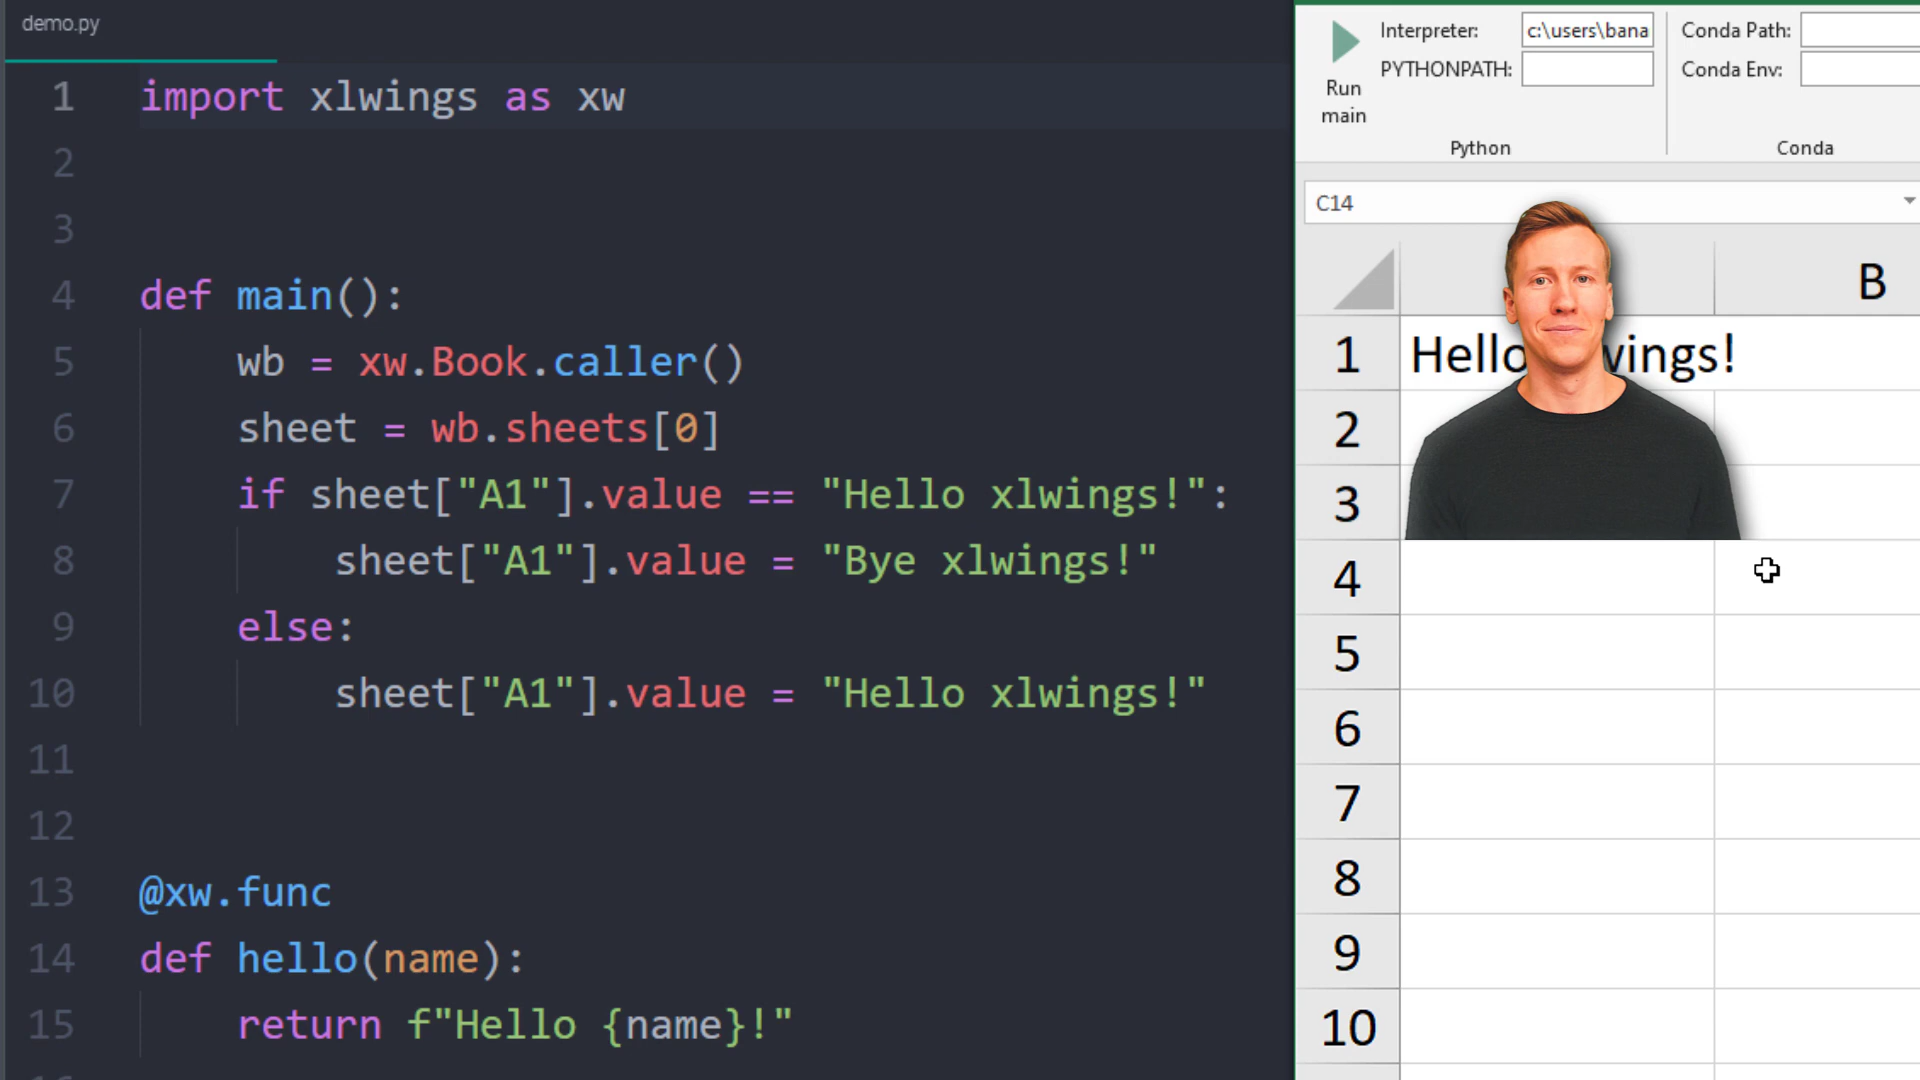 demo.py
1 import xlwings as xw
2
3
4 def main():
5 wb = xw.Book.caller()
6 sheet = wb.sheets[0]
7 if sheet["A1"].value == "Hello xlwings!":
8 sheet["A1"].value = "Bye xlwings!"
9 else:
10 sheet["A1"].value = "Hello xlwings!"
11
12
13 @xw.func
14 def hello(name):
15 return f"Hello {name}!"
Run main
Interpreter: c:\users\bana
PYTHONPATH:
Python
Conda Path:
Conda Env:
Conda
C14
B
1 Hello wings!
2
3
4
5
6
7
8
9
10